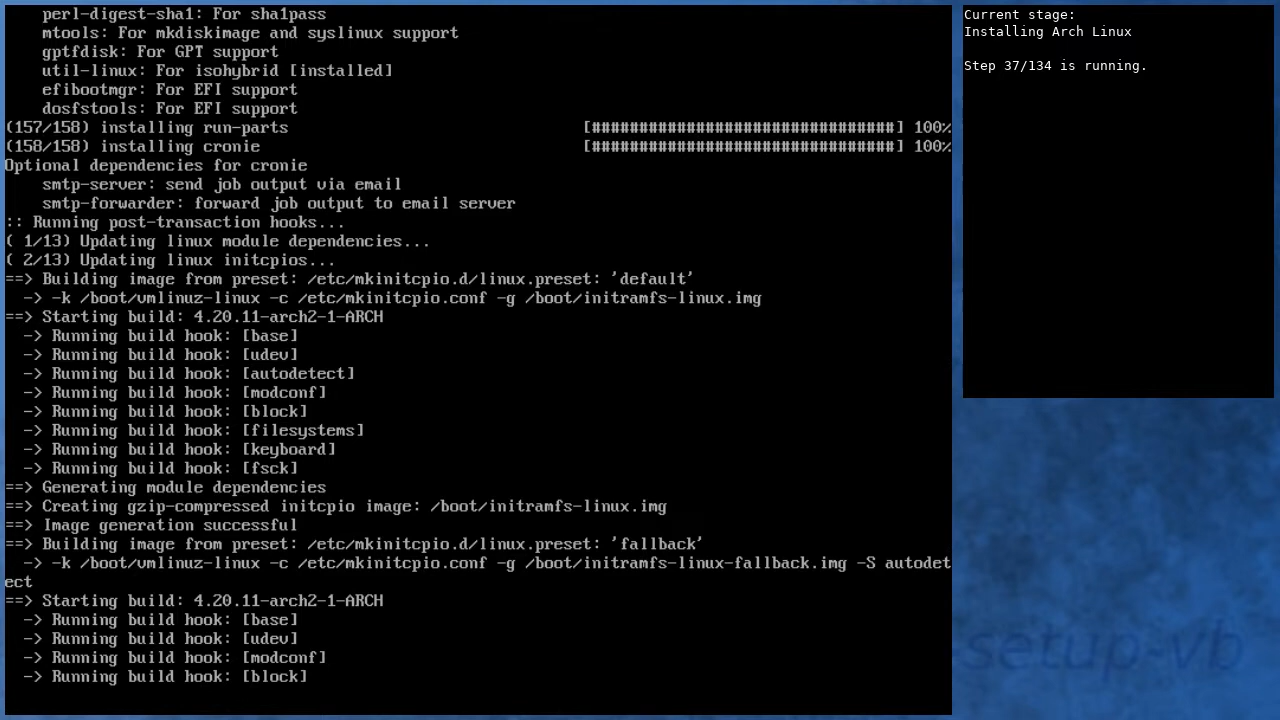 perl-digest-sha1: For sha1pass
    mtools: For mkdiskimage and syslinux support
    gptfdisk: For GPT support
    util-linux: For isohybrid [installed]
    efibootmgr: For EFI support
    dosfstools: For EFI support
(157/158) installing run-parts                               [################################] 100%
(158/158) installing cronie                                  [################################] 100%
Optional dependencies for cronie
    smtp-server: send job output via email
    smtp-forwarder: forward job output to email server
:: Running post-transaction hooks...
( 1/13) Updating linux module dependencies...
( 2/13) Updating linux initcpios...
==> Building image from preset: /etc/mkinitcpio.d/linux.preset: 'default'
  -> -k /boot/vmlinuz-linux -c /etc/mkinitcpio.conf -g /boot/initramfs-linux.img
==> Starting build: 4.20.11-arch2-1-ARCH
  -> Running build hook: [base]
  -> Running build hook: [udev]
  -> Running build hook: [autodetect]
  -> Running build hook: [modconf]
  -> Running build hook: [block]
  -> Running build hook: [filesystems]
  -> Running build hook: [keyboard]
  -> Running build hook: [fsck]
==> Generating module dependencies
==> Creating gzip-compressed initcpio image: /boot/initramfs-linux.img
==> Image generation successful
==> Building image from preset: /etc/mkinitcpio.d/linux.preset: 'fallback'
  -> -k /boot/vmlinuz-linux -c /etc/mkinitcpio.conf -g /boot/initramfs-linux-fallback.img -S autodet
ect
==> Starting build: 4.20.11-arch2-1-ARCH
  -> Running build hook: [base]
  -> Running build hook: [udev]
  -> Running build hook: [modconf]
  -> Running build hook: [block]
Current stage:
Installing Arch Linux
Step 37/134 is running.
setup-vb